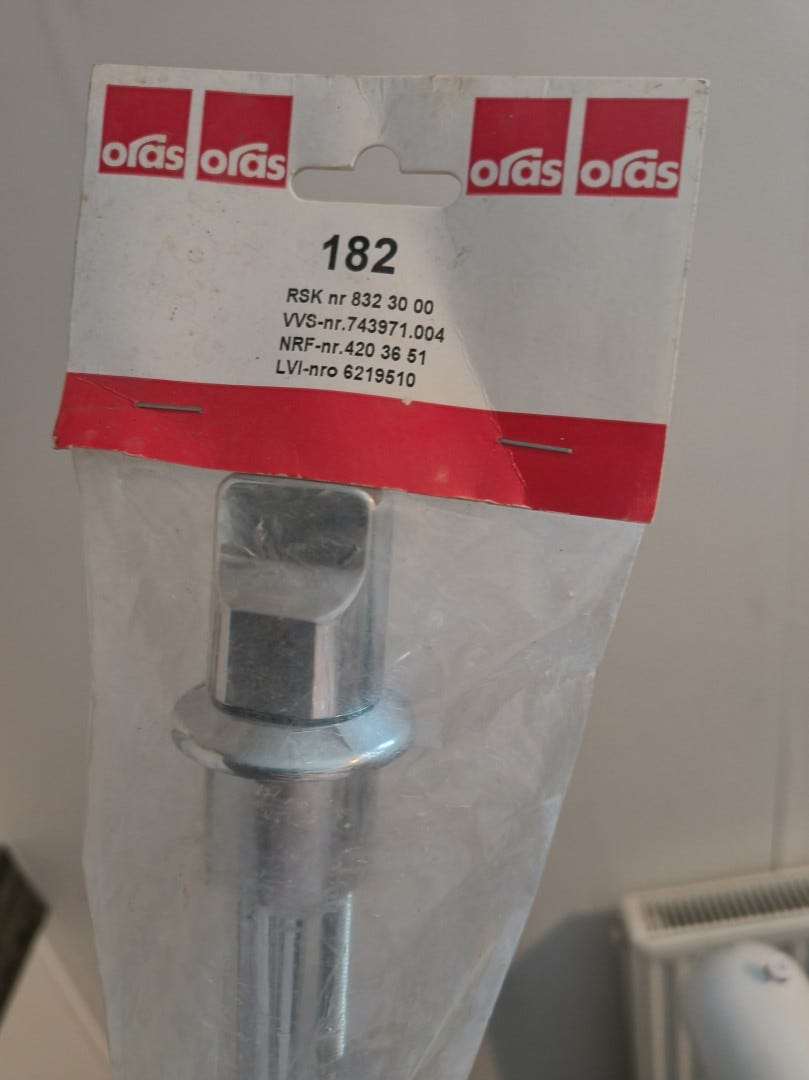 oras oras oras oras
182
RSK nr 832 30 00
VVS-nr.743971.004
NRF-nr.420 36 51
LVI-nro 6219510